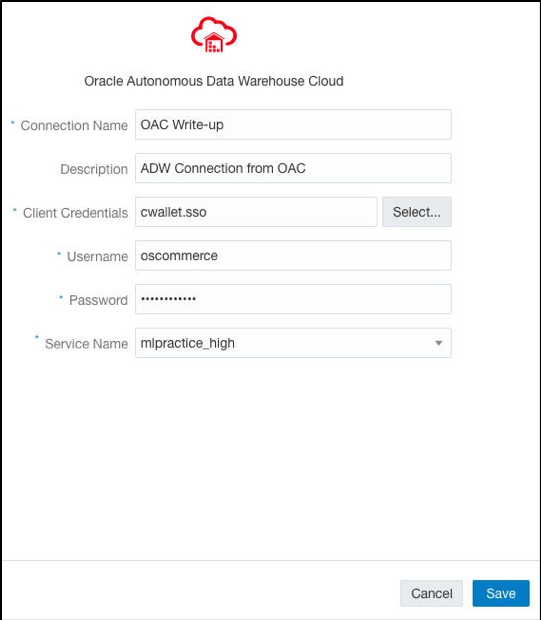 Oracle Autonomous Data Warehouse Cloud
* Connection Name OAC Write-up
Description ADW Connection from OAC
* Client Credentials cwallet.sso Select...
* Username oscommerce
* Password ••••••••••••
* Service Name mlpractice_high
Cancel Save